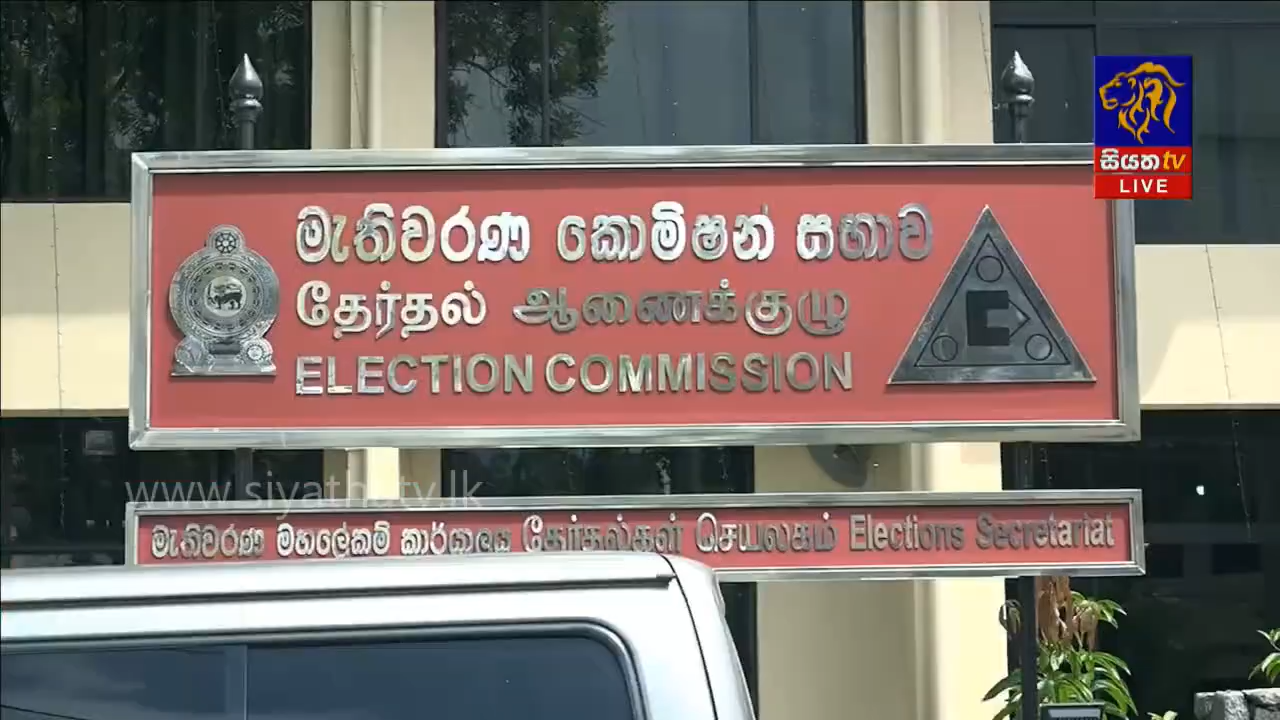 සියත tv
LIVE
මැතිවරණ කොමිෂන් සභාව
தேர்தல் ஆணைக்குழு
ELECTION COMMISSION
www.siyathatv.lk
මැතිවරණ මහලේකම් කාර්යාලය தேர்தல்கள் செயலகம் Elections Secretariat